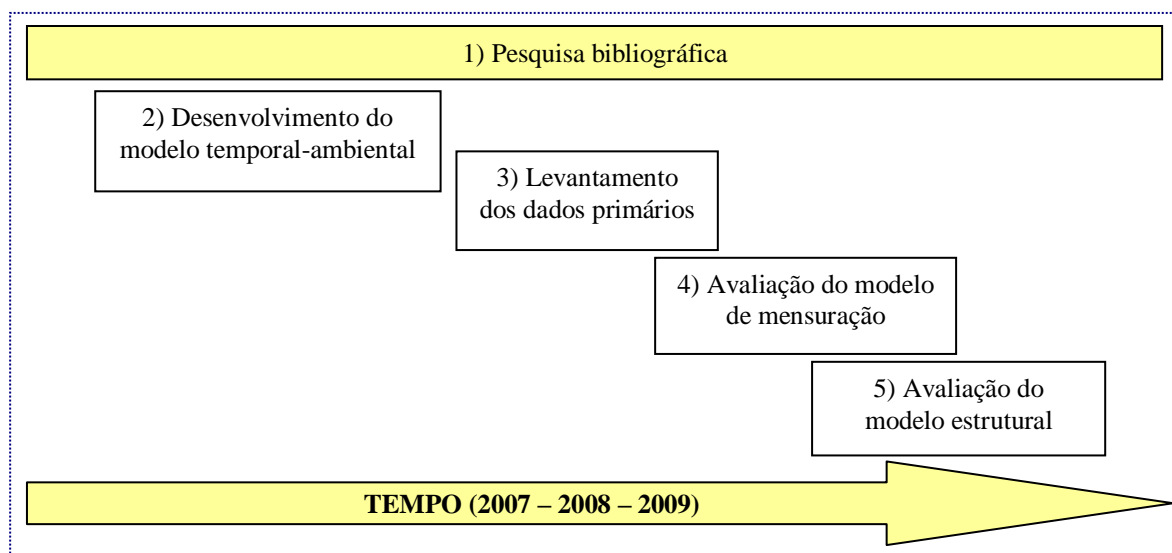 1) Pesquisa bibliográfica
2) Desenvolvimento do
modelo temporal-ambiental
3) Levantamento
dos dados primários
4) Avaliação do modelo
de mensuração
5) Avaliação do
modelo estrutural
TEMPO (2007 – 2008 – 2009)